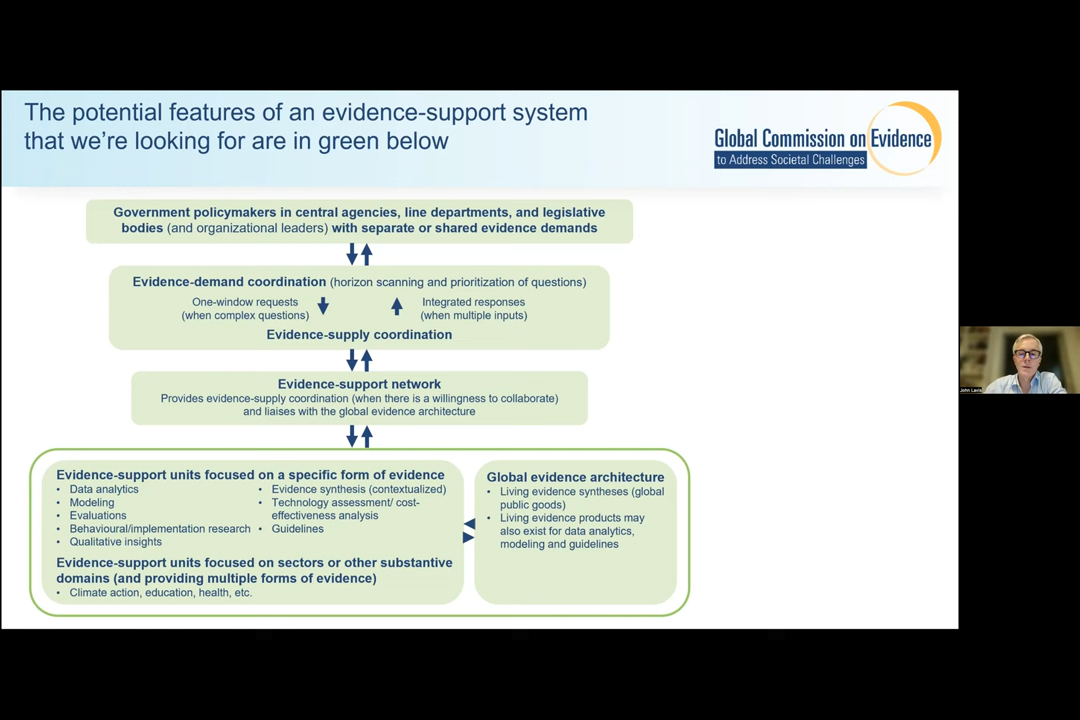 The potential features of an evidence-support system
that we're looking for are in green below
Global Commission on Evidence
to Address Societal Challenges
Government policymakers in central agencies, line departments, and legislative
bodies (and organizational leaders) with separate or shared evidence demands
Evidence-demand coordination (horizon scanning and prioritization of questions)
One-window requests
(when complex questions)
Integrated responses
(when multiple inputs)
Evidence-supply coordination
Evidence-support network
Provides evidence-supply coordination (when there is a willingness to collaborate)
and liaises with the global evidence architecture
Evidence-support units focused on a specific form of evidence
• Data analytics
• Modeling
• Evaluations
• Behavioural/implementation research
• Qualitative insights
• Evidence synthesis (contextualized)
• Technology assessment/ cost-
effectiveness analysis
• Guidelines
Evidence-support units focused on sectors or other substantive
domains (and providing multiple forms of evidence)
• Climate action, education, health, etc.
Global evidence architecture
• Living evidence syntheses (global
public goods)
• Living evidence products may
also exist for data analytics,
modeling and guidelines
John Lavis